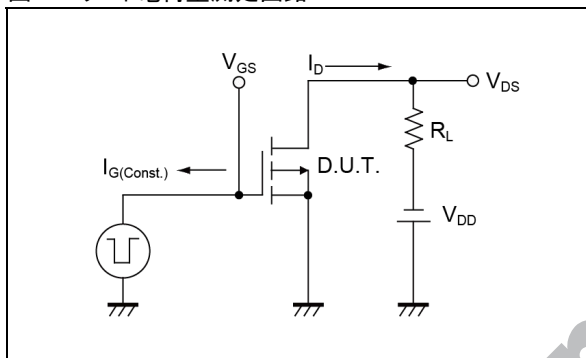 V_GS
I_D
V_DS
R_L
I_G(Const.)
D.U.T.
V_DD